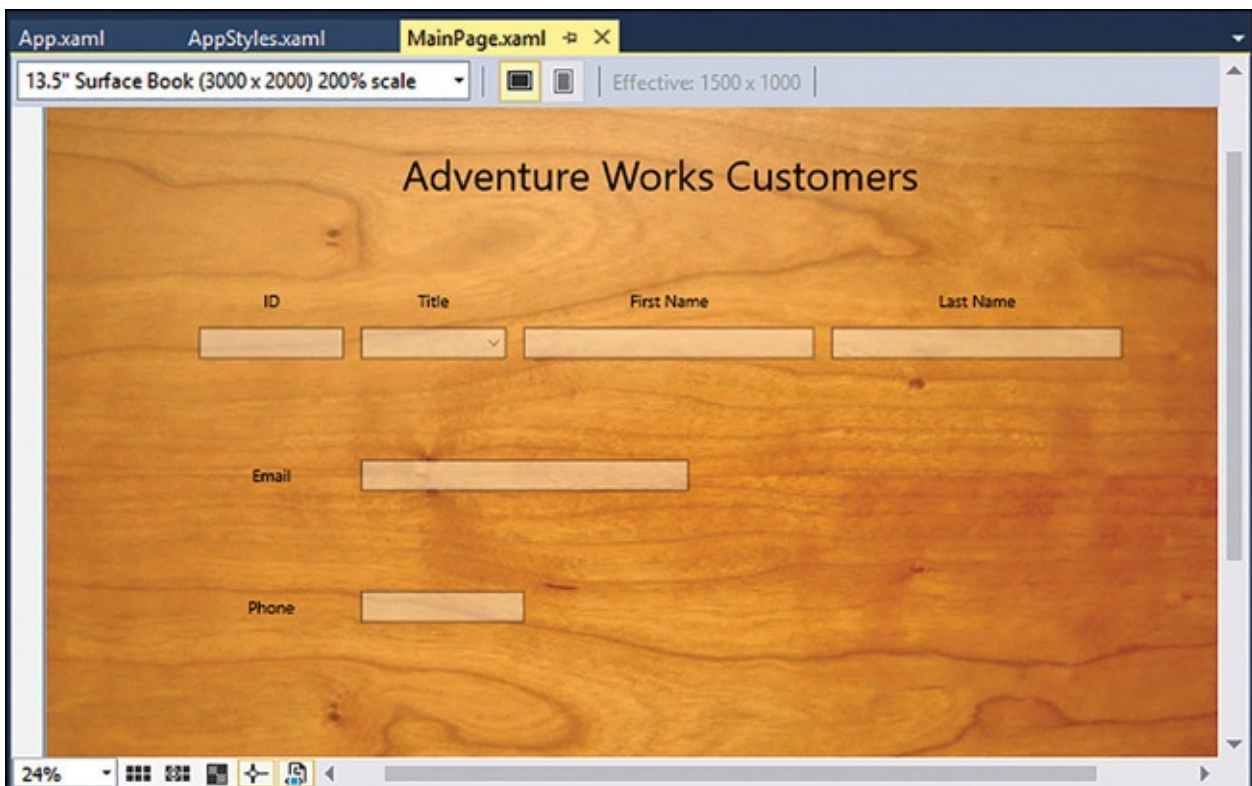 App.xaml AppStyles.xaml MainPage.xaml
13.5" Surface Book (3000 x 2000) 200% scale Effective: 1500 x 1000
Adventure Works Customers
ID Title First Name Last Name
Email
Phone
24%